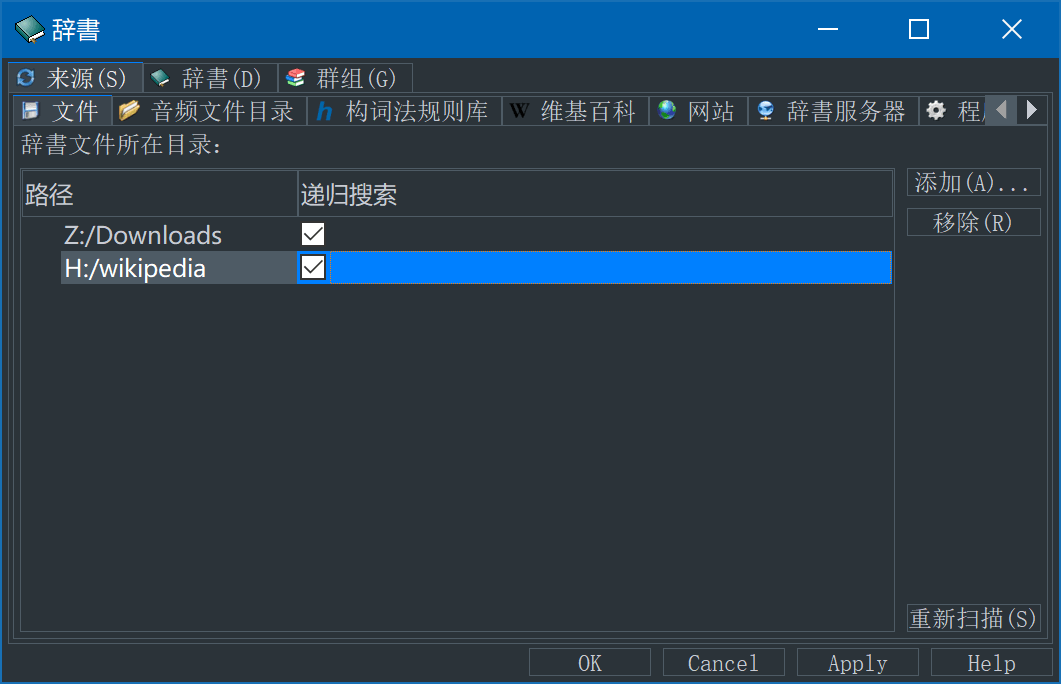 辞書
来源(S) 辞書(D) 群组(G)
文件 音频文件目录 构词法规则库 维基百科 网站 辞書服务器
辞書文件所在目录：
路径 递归搜索
添加(A)...
Z:/Downloads
移除(R)
H:/wikipedia
重新扫描(S)
OK Cancel Apply Help